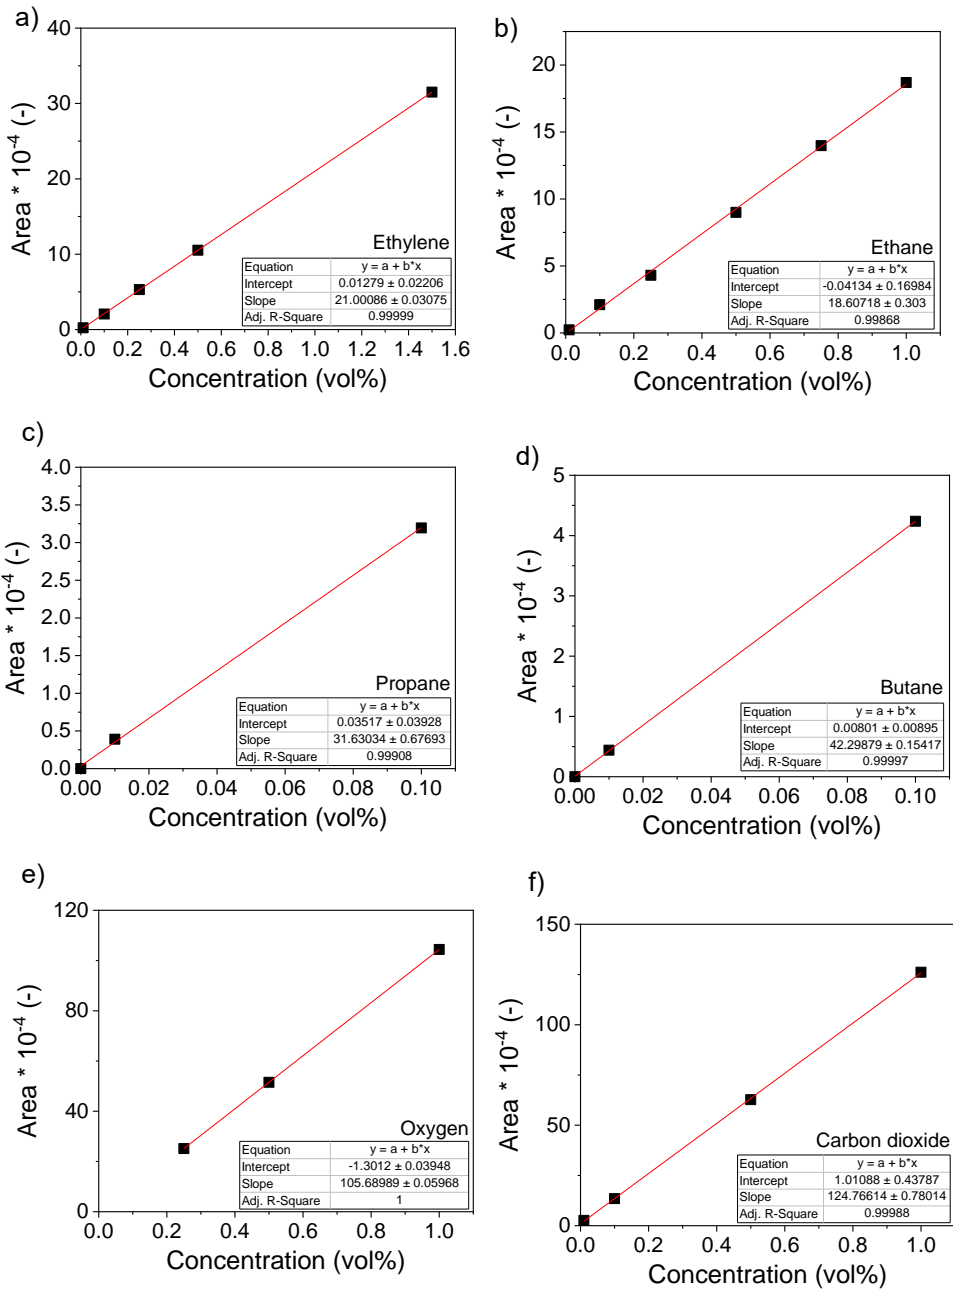 a)
40
30
20
10
0
Area * 10⁻⁴ (-)
Ethylene
Equation y = a + b*x
Intercept 0.01279 ± 0.02206
Slope 21.00086 ± 0.03075
Adj. R-Square 0.99999
0.0 0.2 0.4 0.6 0.8 1.0 1.2 1.4 1.6
Concentration (vol%)
b)
20
15
10
5
0
Area * 10⁻⁴ (-)
Ethane
Equation y = a + b*x
Intercept -0.04134 ± 0.16984
Slope 18.60718 ± 0.303
Adj. R-Square 0.99868
0.0 0.2 0.4 0.6 0.8 1.0
Concentration (vol%)
c)
4.0
3.5
3.0
2.5
2.0
1.5
1.0
0.5
0.0
Area * 10⁻⁴ (-)
Propane
Equation y = a + b*x
Intercept 0.03517 ± 0.03928
Slope 31.63034 ± 0.67693
Adj. R-Square 0.99908
0.00 0.02 0.04 0.06 0.08 0.10
Concentration (vol%)
d)
5
4
3
2
1
0
Area * 10⁻⁴ (-)
Butane
Equation y = a + b*x
Intercept 0.00801 ± 0.00895
Slope 42.29879 ± 0.15417
Adj. R-Square 0.99997
0.00 0.02 0.04 0.06 0.08 0.10
Concentration (vol%)
e)
120
80
40
0
Area * 10⁻⁴ (-)
Oxygen
Equation y = a + b*x
Intercept -1.3012 ± 0.03948
Slope 105.68989 ± 0.05968
Adj. R-Square 1
0.0 0.2 0.4 0.6 0.8 1.0
Concentration (vol%)
f)
150
100
50
0
Area * 10⁻⁴ (-)
Carbon dioxide
Equation y = a + b*x
Intercept 1.01088 ± 0.43787
Slope 124.76614 ± 0.78014
Adj. R-Square 0.99988
0.0 0.2 0.4 0.6 0.8 1.0
Concentration (vol%)